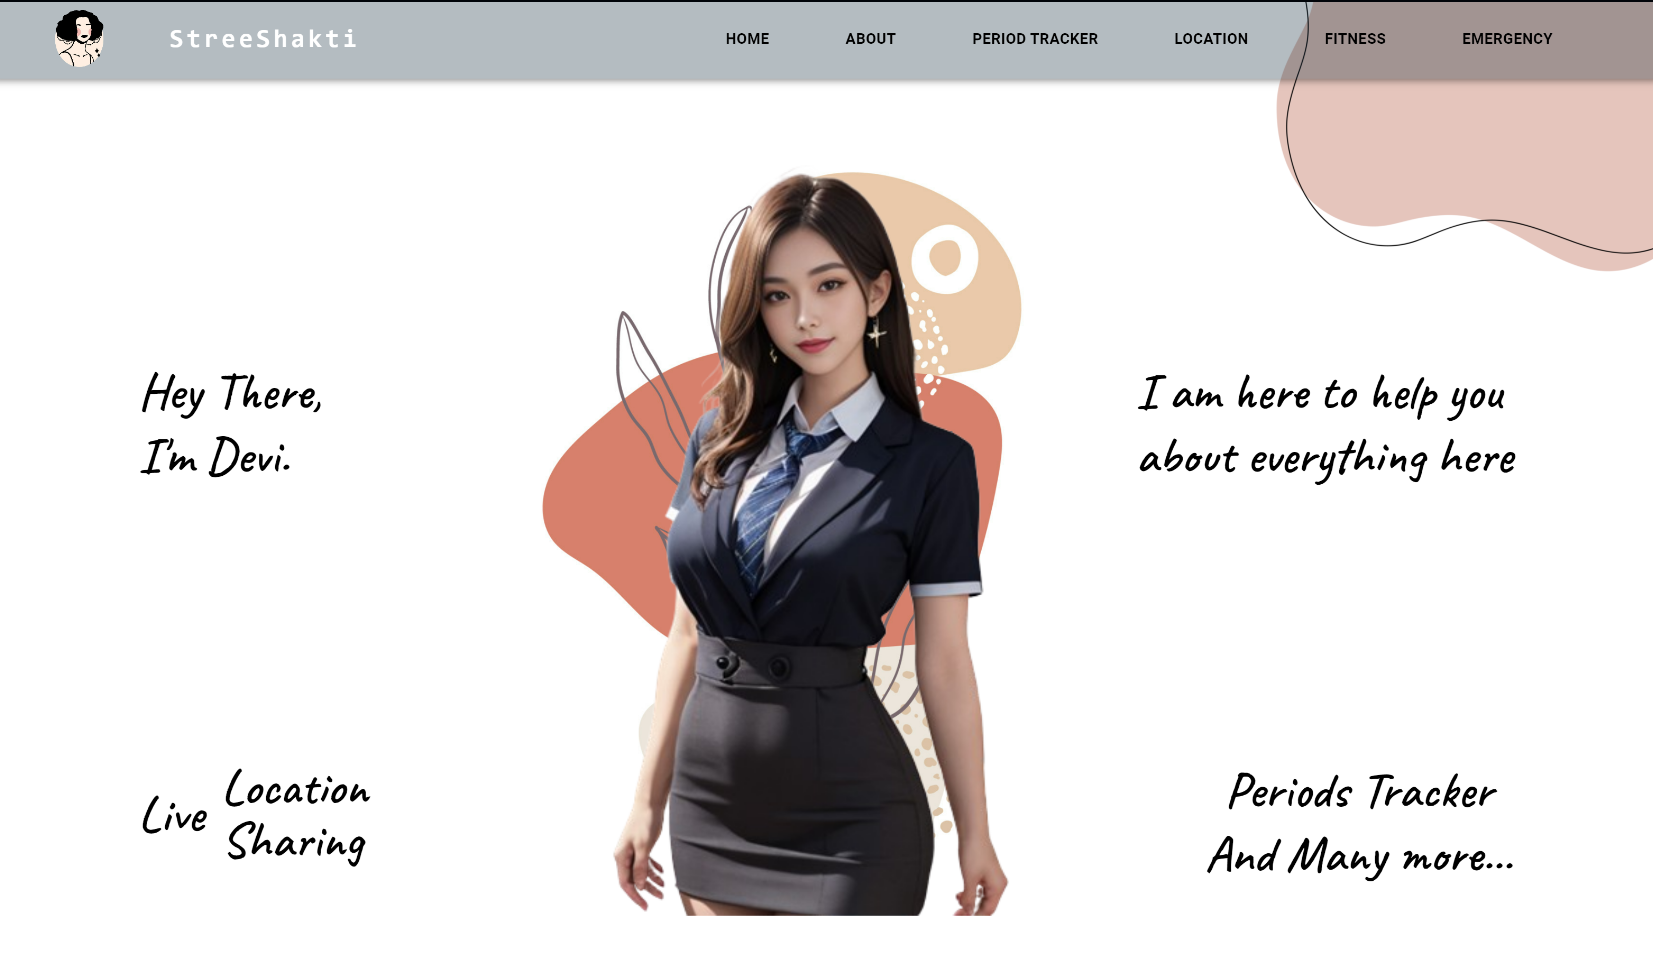 StreeShakti
HOME
ABOUT
PERIOD TRACKER
LOCATION
FITNESS
EMERGENCY
Hey There,
I'm Devi.
I am here to help you
about everything here
Live
Location
Sharing
Periods Tracker
And Many more...